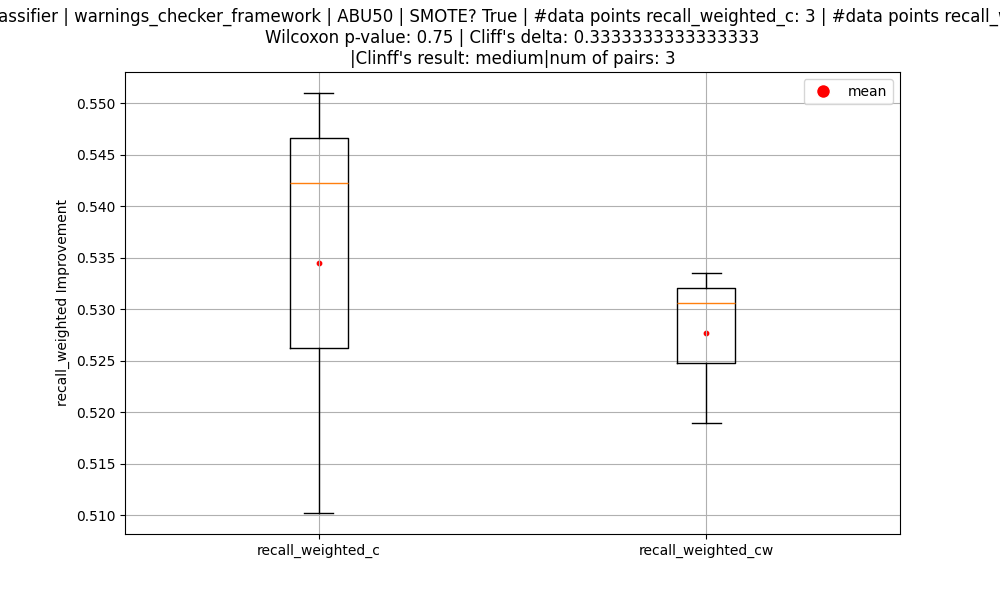 assifier | warnings_checker_framework | ABU50 | SMOTE? True | #data points recall_weighted_c: 3 | #data points recall_
Wilcoxon p-value: 0.75 | Cliff's delta: 0.3333333333333333
|Clinff's result: medium|num of pairs: 3
mean
0.550
0.545
0.540
0.535
0.530
0.525
0.520
0.515
0.510
recall_weighted Improvement
recall_weighted_c
recall_weighted_cw